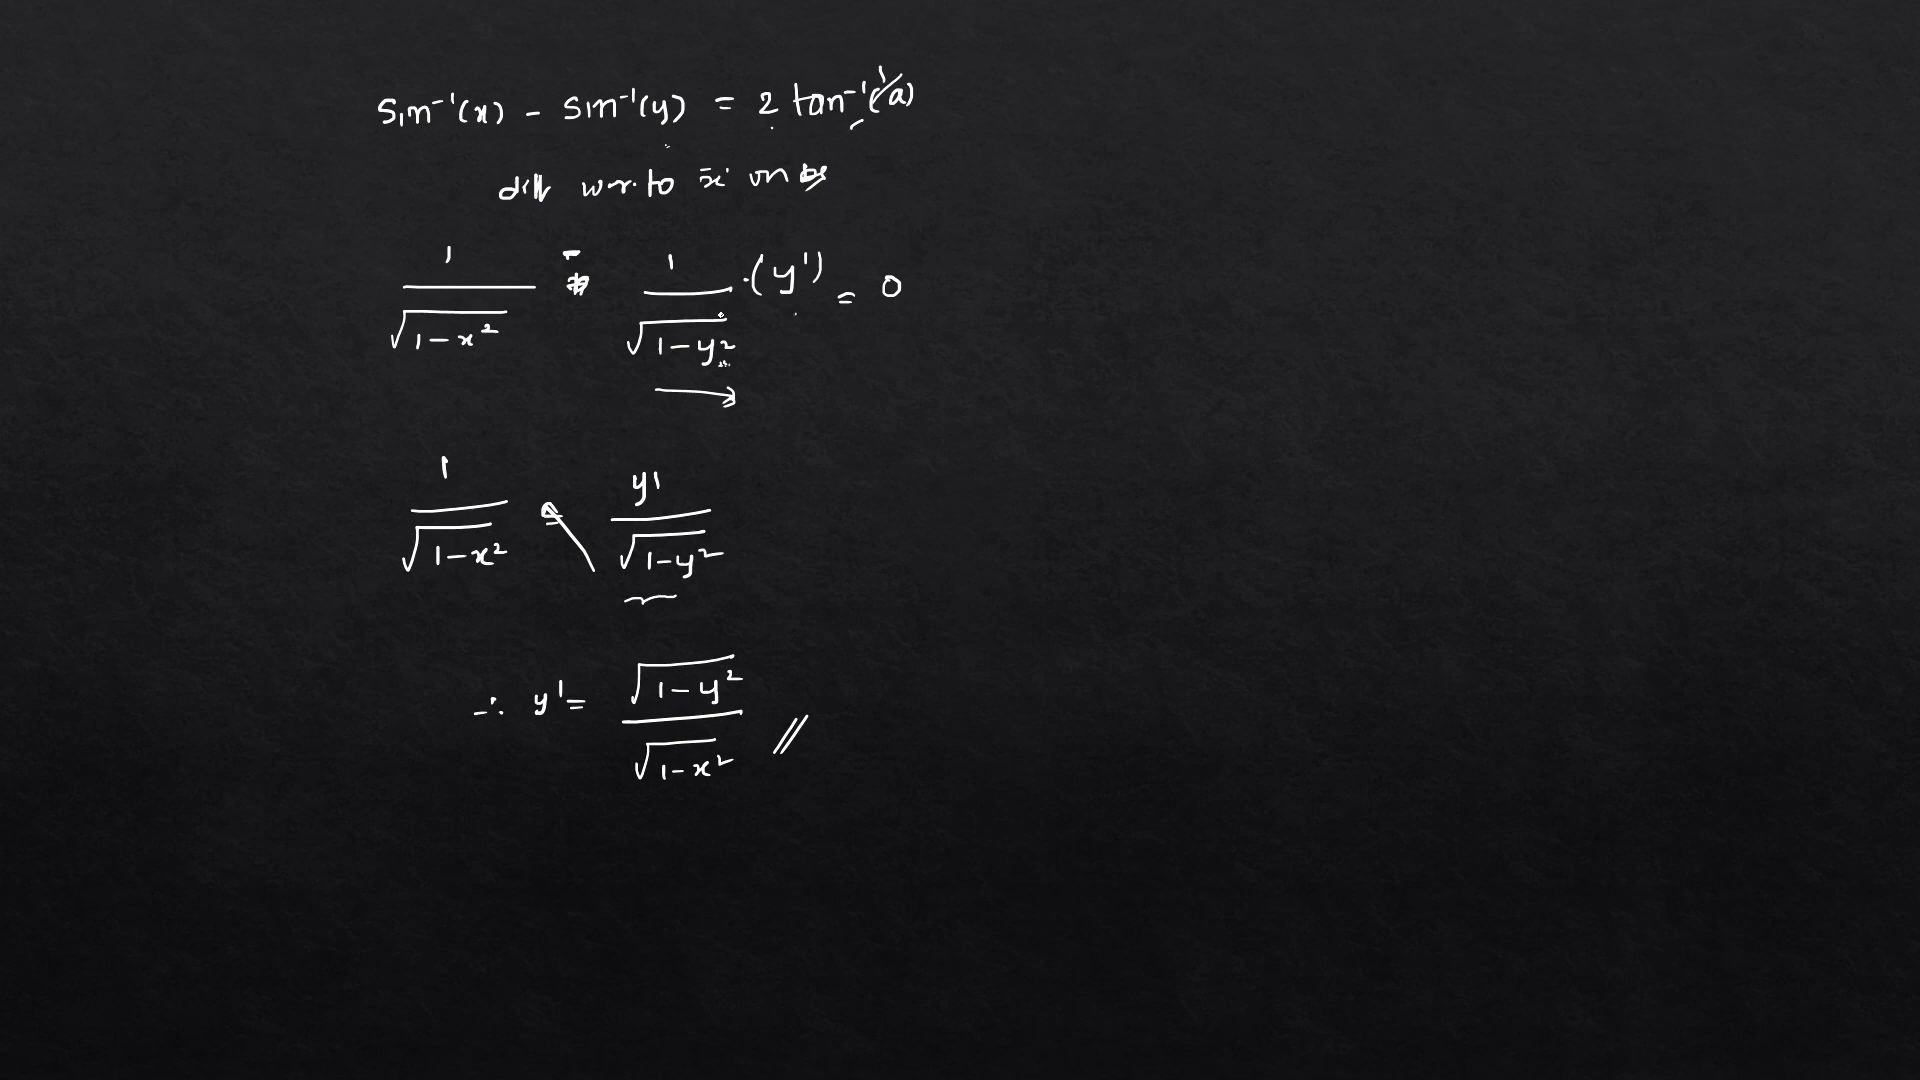 sin⁻¹(x) - sin⁻¹(y) = 2 tan⁻¹(1/a)
diff w.r.to x on bs
1/√(1-x²) - 1/√(1-y²) · (y') = 0
1/√(1-x²) = y'/√(1-y²)
∴ y' = √(1-y²)/√(1-x²) //